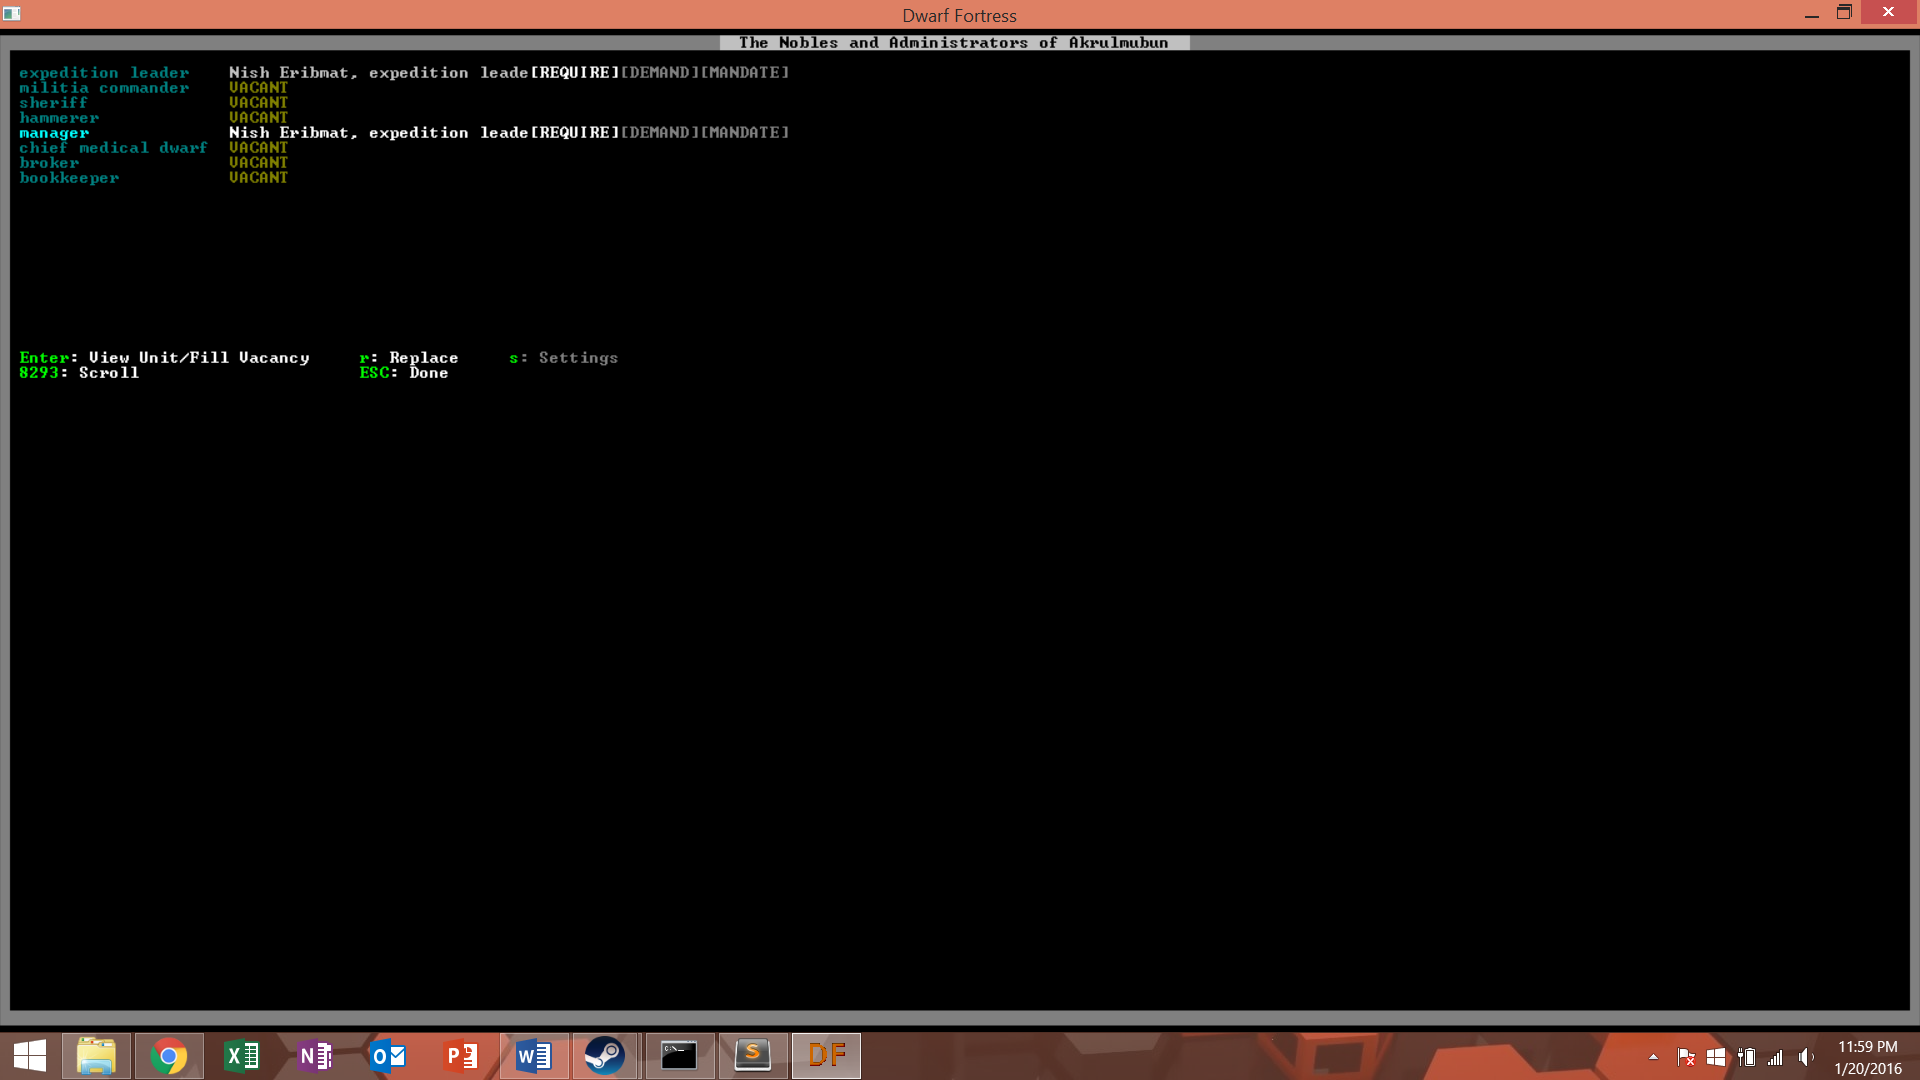 Dwarf Fortress
The Nobles and Administrators of Akrulmubun
expedition leader Nish Eribmat, expedition leade[REQUIRE][DEMAND][MANDATE]
militia commander VACANT
sheriff VACANT
hammerer VACANT
manager Nish Eribmat, expedition leade[REQUIRE][DEMAND][MANDATE]
chief medical dwarf VACANT
broker VACANT
bookkeeper VACANT
Enter: View Unit/Fill Vacancy r: Replace s: Settings
8293: Scroll ESC: Done
DF
11:59 PM
1/20/2016